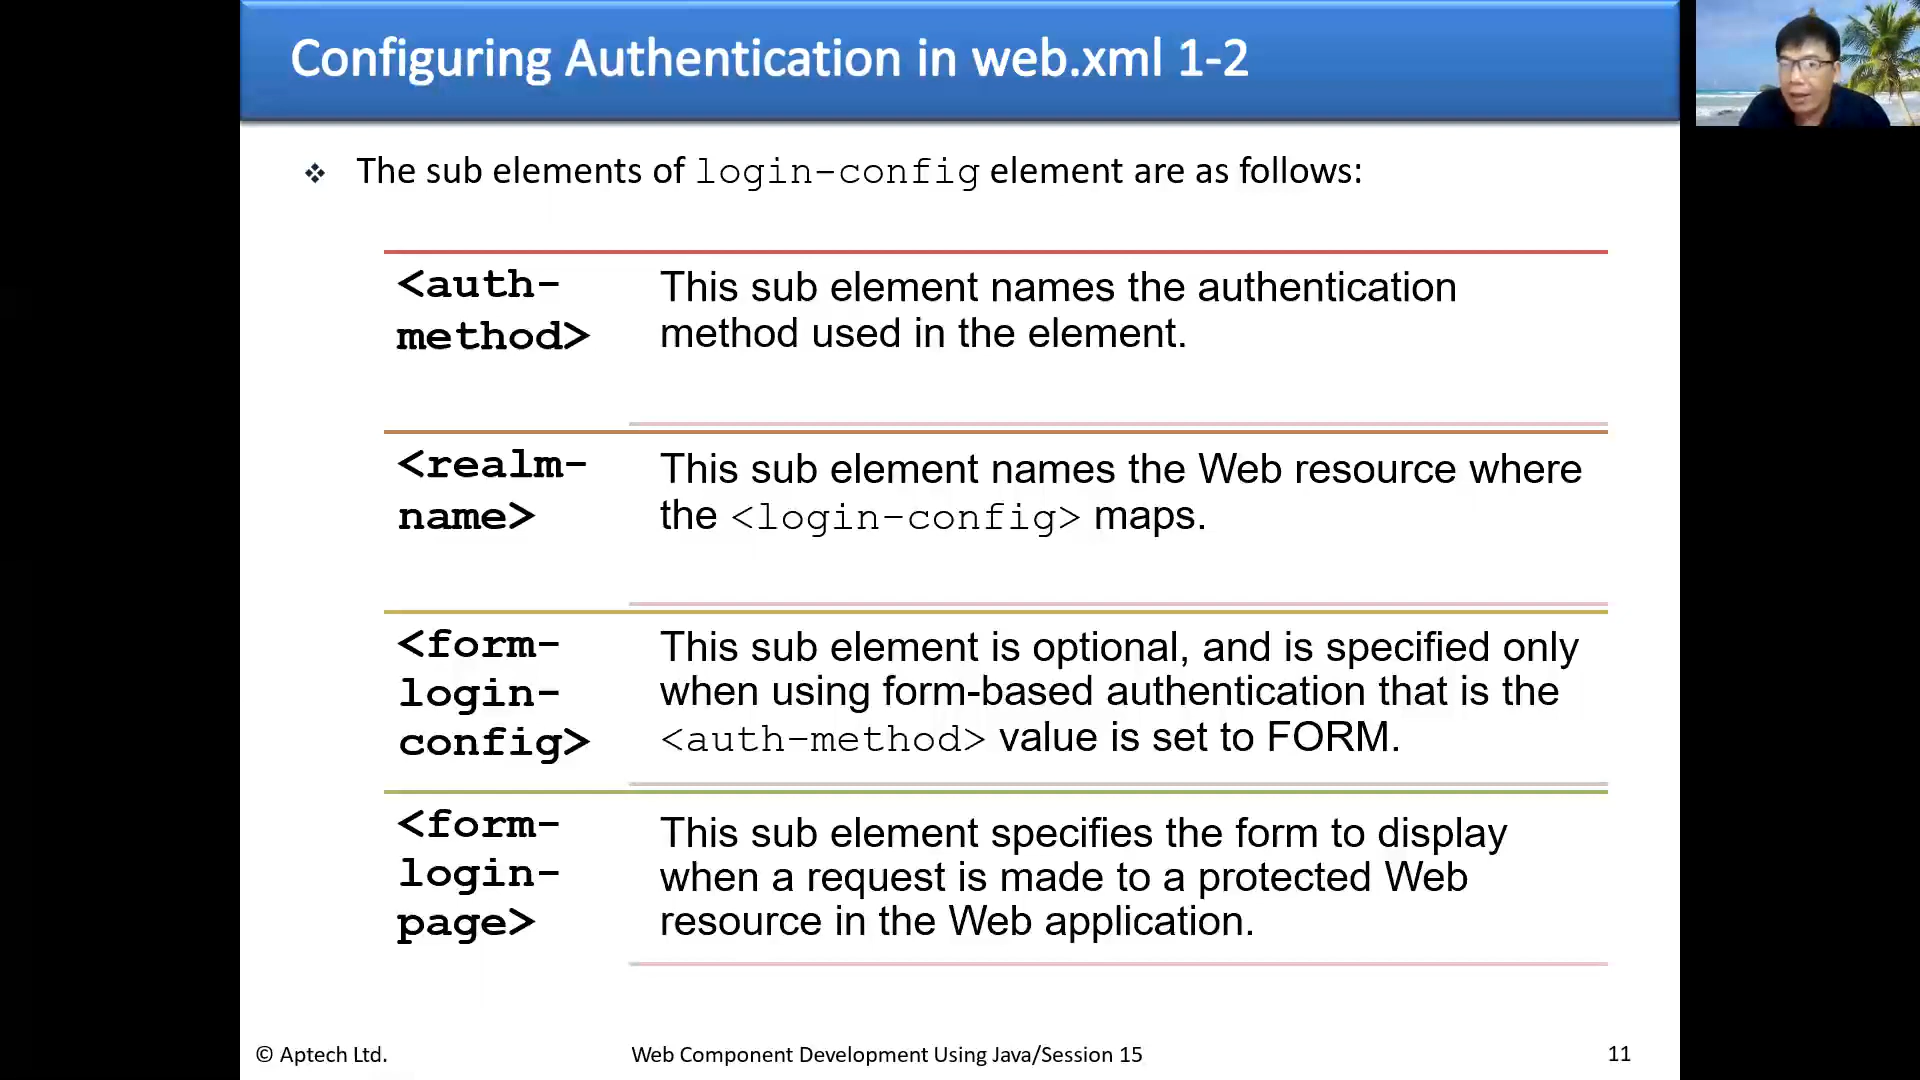 Configuring Authentication in web.xml 1-2
The sub elements of login-config element are as follows:
<auth-
method>
This sub element names the authentication
method used in the element.
<realm-
name>
This sub element names the Web resource where
the <login-config> maps.
<form-
login-
config>
This sub element is optional, and is specified only
when using form-based authentication that is the
<auth-method> value is set to FORM.
<form-
login-
page>
This sub element specifies the form to display
when a request is made to a protected Web
resource in the Web application.
© Aptech Ltd.
Web Component Development Using Java/Session 15
11